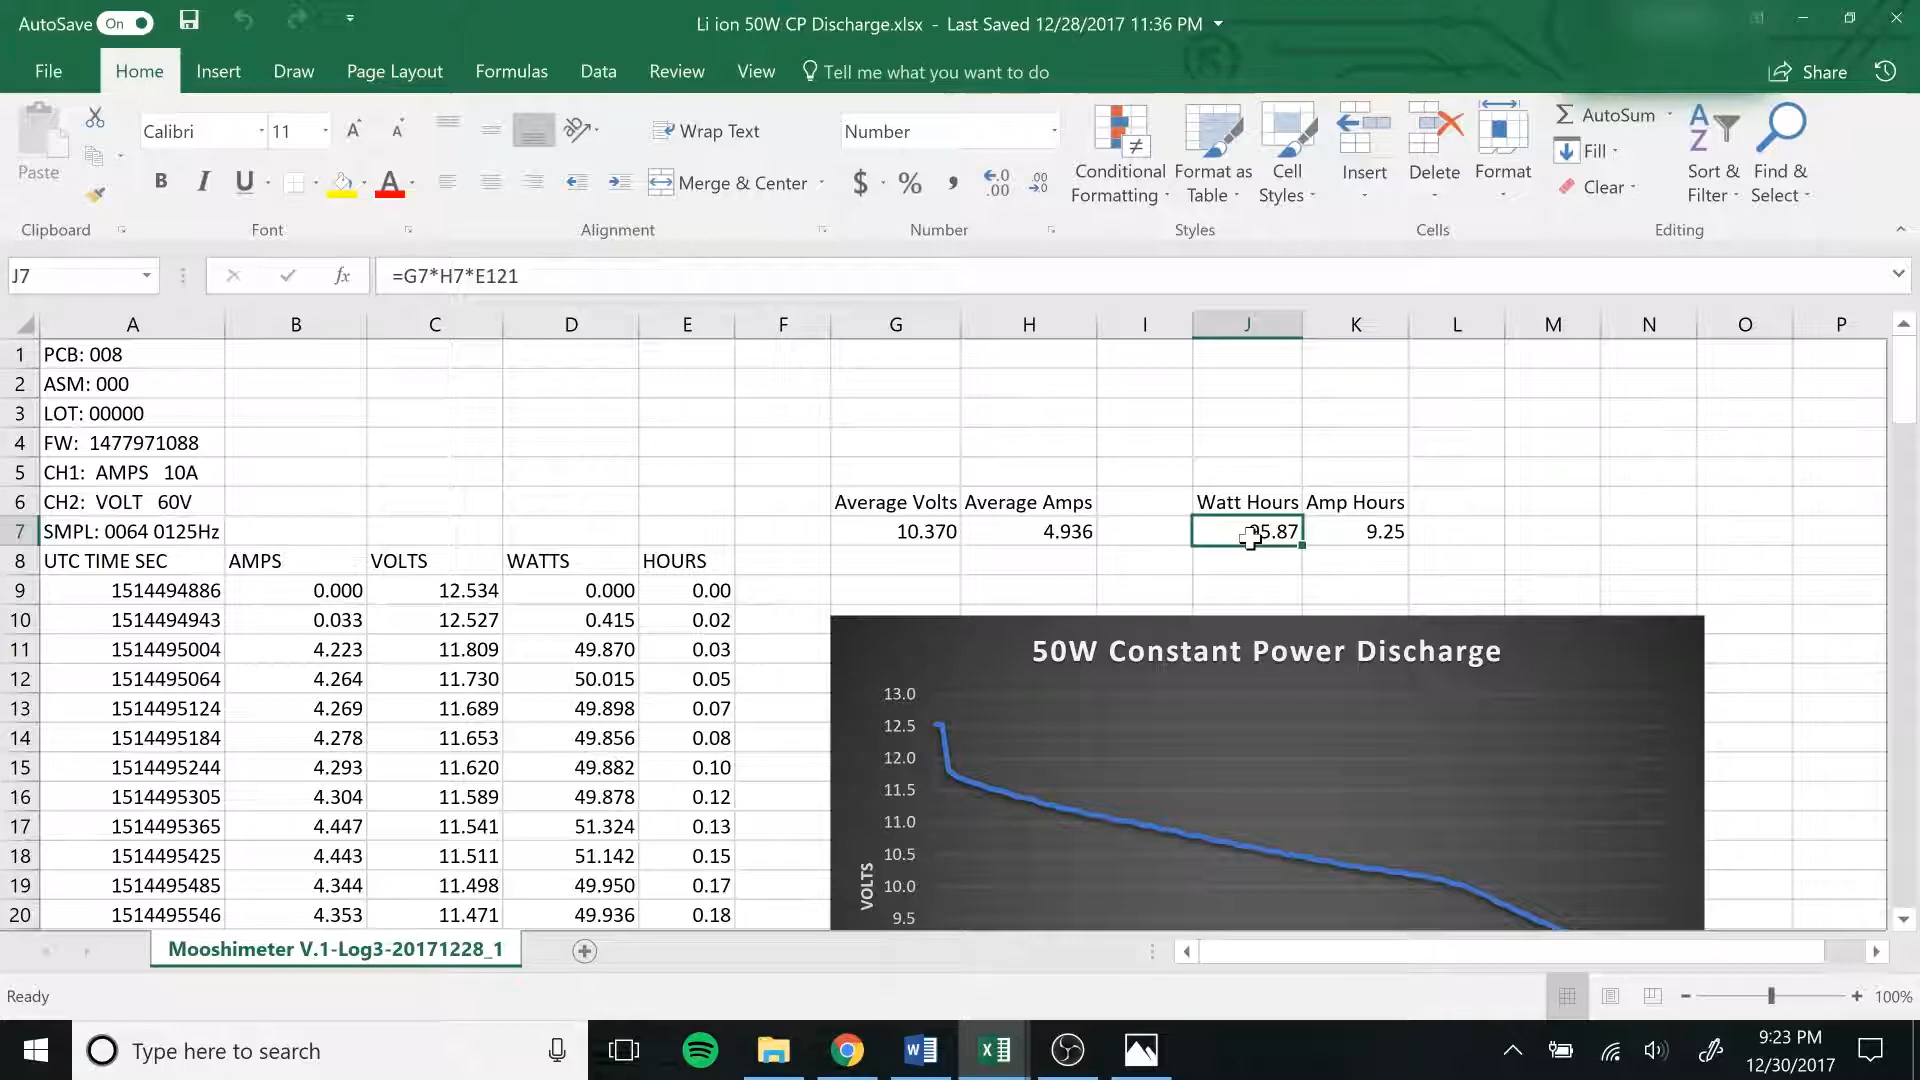 AutoSave On
Li ion 50W CP Discharge.xlsx - Last Saved 12/28/2017 11:36 PM
File Home Insert Draw Page Layout Formulas Data Review View Tell me what you want to do Share
Paste
Calibri 11 A A
Wrap Text
Number
B I U A
Merge & Center
$ % ,
Conditional Formatting
Format as Table
Cell Styles
Insert
Delete
Format
AutoSum
Fill
Clear
Sort & Filter
Find & Select
Clipboard Font Alignment Number Styles Cells Editing
J7 fx =G7*H7*E121
A B C D E F G H I J K L M N O P
1 PCB: 008
2 ASM: 000
3 LOT: 00000
4 FW: 1477971088
5 CH1: AMPS 10A
6 CH2: VOLT 60V Average Volts Average Amps Watt Hours Amp Hours
7 SMPL: 0064 0125Hz 10.370 4.936 9.25
8 UTC TIME SEC AMPS VOLTS WATTS HOURS
9 1514494886 0.000 12.534 0.000 0.00
10 1514494943 0.033 12.527 0.415 0.02
11 1514495004 4.223 11.809 49.870 0.03
12 1514495064 4.264 11.730 50.015 0.05
13 1514495124 4.269 11.689 49.898 0.07
14 1514495184 4.278 11.653 49.856 0.08
15 1514495244 4.293 11.620 49.882 0.10
16 1514495305 4.304 11.589 49.878 0.12
17 1514495365 4.447 11.541 51.324 0.13
18 1514495425 4.443 11.511 51.142 0.15
19 1514495485 4.344 11.498 49.950 0.17
20 1514495546 4.353 11.471 49.936 0.18
50W Constant Power Discharge
13.0
12.5
12.0
11.5
11.0
10.5
10.0
9.5
VOLTS
Mooshimeter V.1-Log3-20171228_1
Ready
100%
Type here to search
9:23 PM
12/30/2017